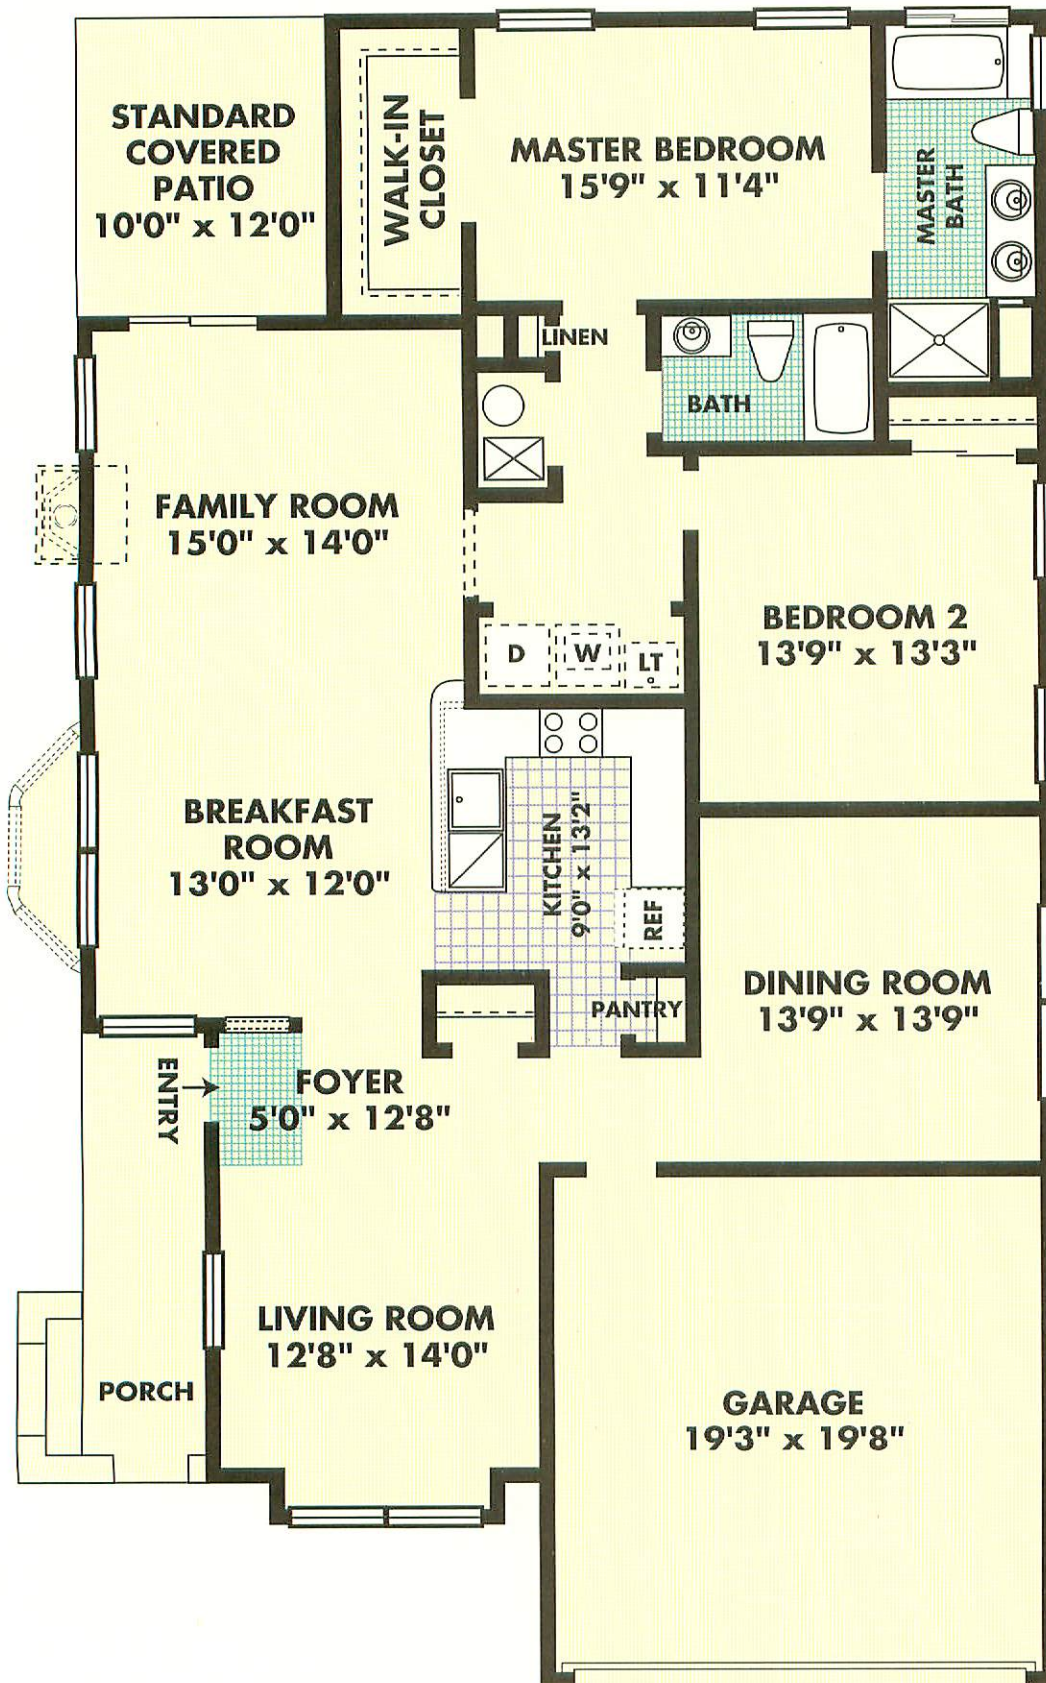 STANDARD
COVERED
PATIO
10'0" x 12'0"
WALK-IN
CLOSET
MASTER BEDROOM
15'9" x 11'4"
MASTER
BATH
LINEN
BATH
FAMILY ROOM
15'0" x 14'0"
BEDROOM 2
13'9" x 13'3"
D
W
LT
BREAKFAST
ROOM
13'0" x 12'0"
KITCHEN
9'0" x 13'2"
REF
PANTRY
DINING ROOM
13'9" x 13'9"
ENTRY
FOYER
5'0" x 12'8"
LIVING ROOM
12'8" x 14'0"
PORCH
GARAGE
19'3" x 19'8"